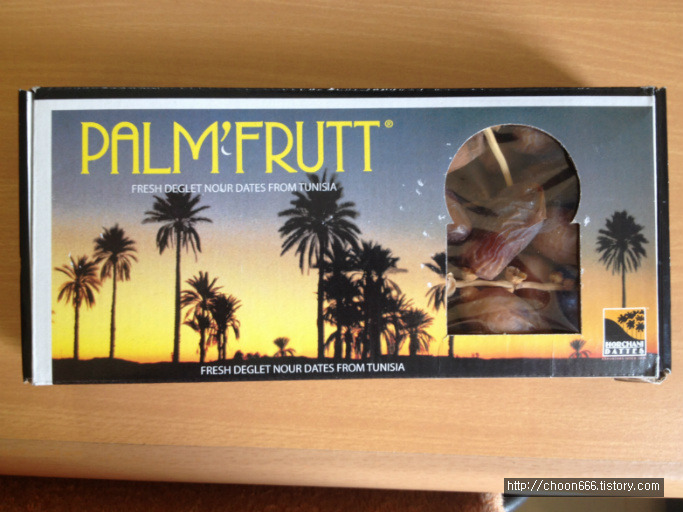 PALM'FRUTT®
FRESH DEGLET NOUR DATES FROM TUNISIA
HORCHANI
DATTES
FRESH DEGLET NOUR DATES FROM TUNISIA
http://choon666.tistory.com